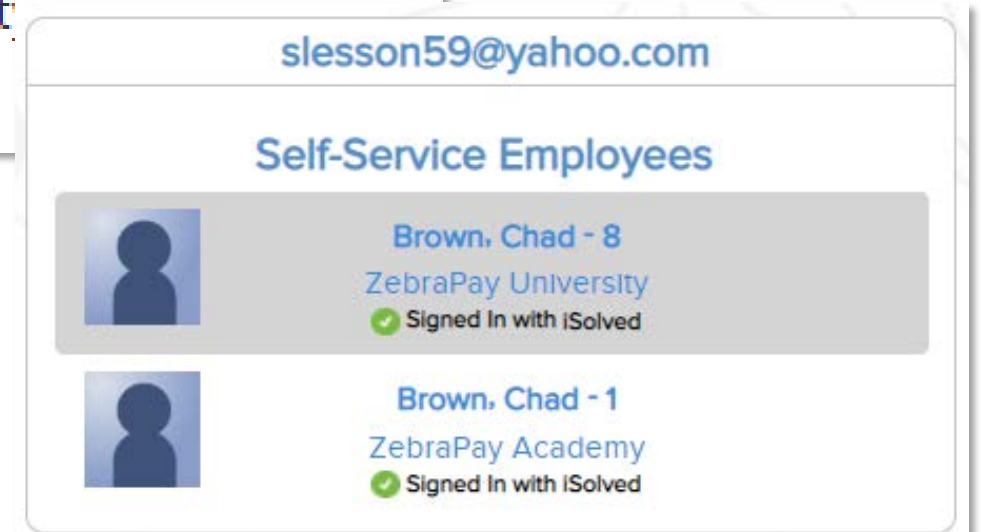 slesson59@yahoo.com
Self-Service Employees
Brown, Chad - 8
ZebraPay University
Signed In with iSolved
Brown, Chad - 1
ZebraPay Academy
Signed In with iSolved